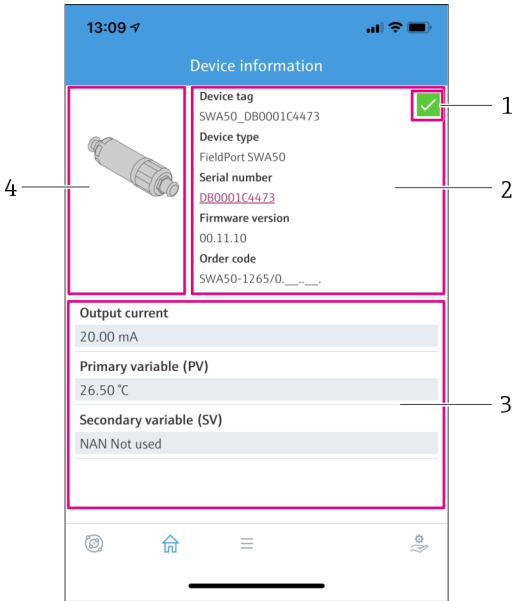 13:09
Device information
Device tag
SWA50_DB0001C4473
Device type
FieldPort SWA50
Serial number
DB0001C4473
Firmware version
00.11.10
Order code
SWA50-1265/0.__..__.
1
2
4
Output current
20.00 mA
Primary variable (PV)
26.50 °C
3
Secondary variable (SV)
NAN Not used